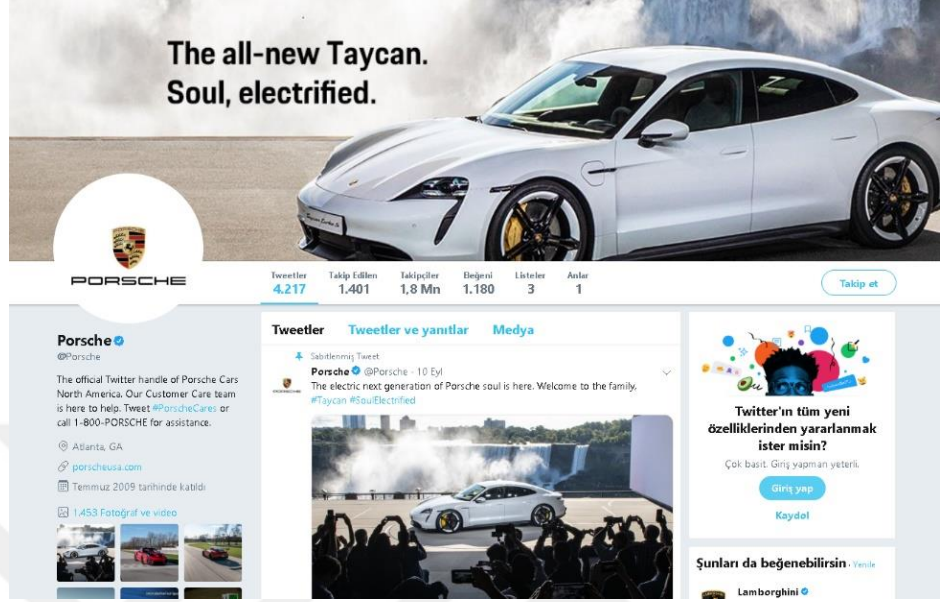 The all-new Taycan.
Soul, electrified.
PORSCHE
Tweetler Takip Edilen Takipçiler Beğeni Listeler Anlar
4.217 1.401 1,8 Mn 1.180 3 1
Takip et
Porsche
@Porsche
The official Twitter handle of Porsche Cars
North America. Our Customer Care team
is here to help. Tweet #PorscheCares or
call 1-800-PORSCHE for assistance.
Atlanta, GA
porscheusa.com
Temmuz 2009 tarihinde katıldı
1.453 Fotoğraf ve video
Tweetler Tweetler ve yanıtlar Medya
Sabitlenmiş Tweet
Porsche @Porsche · 10 Eyl
The electric next generation of Porsche soul is here. Welcome to the family.
#Taycan #SoulElectrified
Twitter'ın tüm yeni
özelliklerinden yararlanmak
ister misin?
Çok basit. Giriş yapman yeterli.
Giriş yap
Kaydol
Şunları da beğenebilirsin · Yenile
Lamborghini